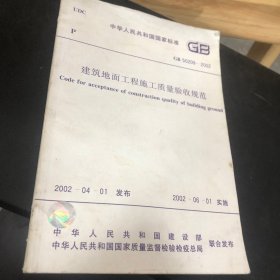 UDC
中华人民共和国国家标准
GB
P
GB 50209-2002
建筑地面工程施工质量验收规范
Code for acceptance of construction quality of building ground
2002-04-01 发布
2002-06-01 实施
中华人民共和国建设部
中华人民共和国国家质量监督检验检疫总局
联合发布